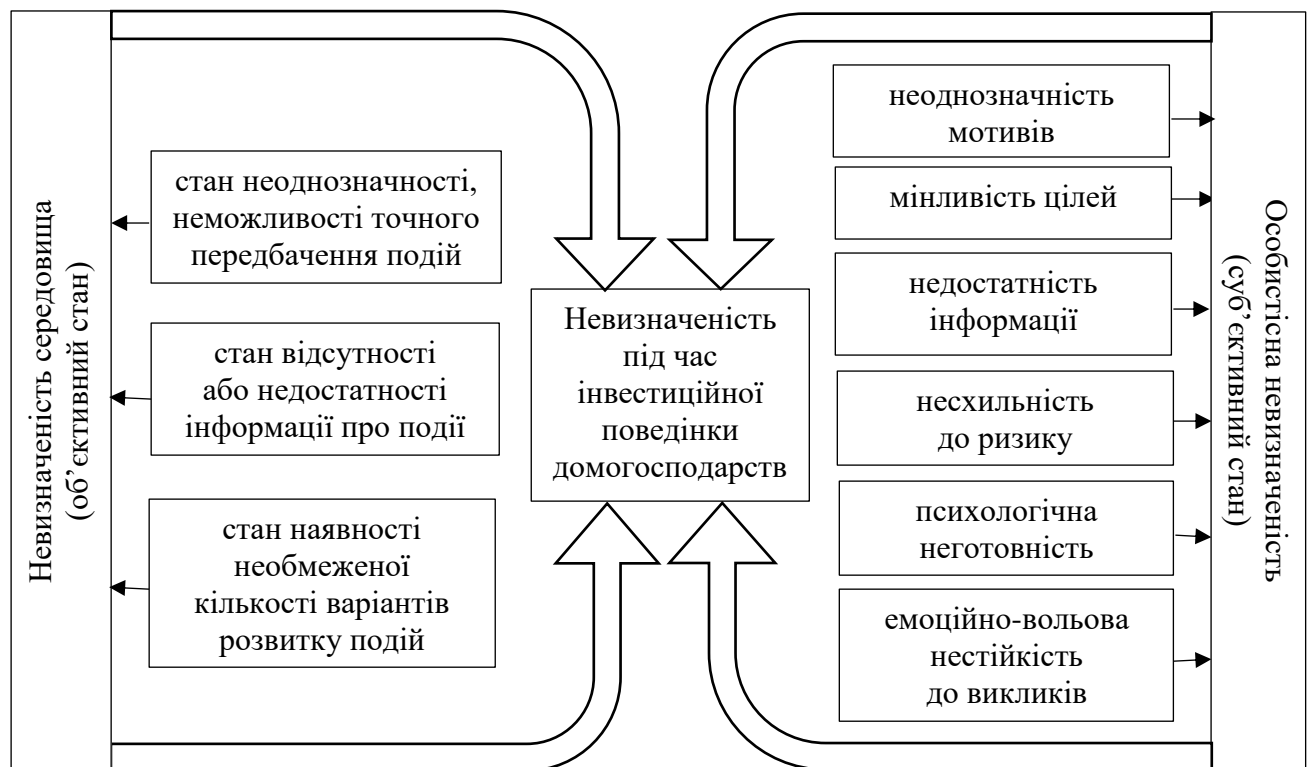 Невизначеність середовища
(об’єктивний стан)
стан неоднозначності,
неможливості точного
передбачення подій
стан відсутності
або недостатності
інформації про події
стан наявності
необмеженої
кількості варіантів
розвитку подій
Невизначеність
під час
інвестиційної
поведінки
домогосподарств
неоднозначність
мотивів
мінливість цілей
недостатність
інформації
несхильність
до ризику
психологічна
неготовність
емоційно-вольова
нестійкість
до викликів
Особистісна невизначеність
(суб’єктивний стан)